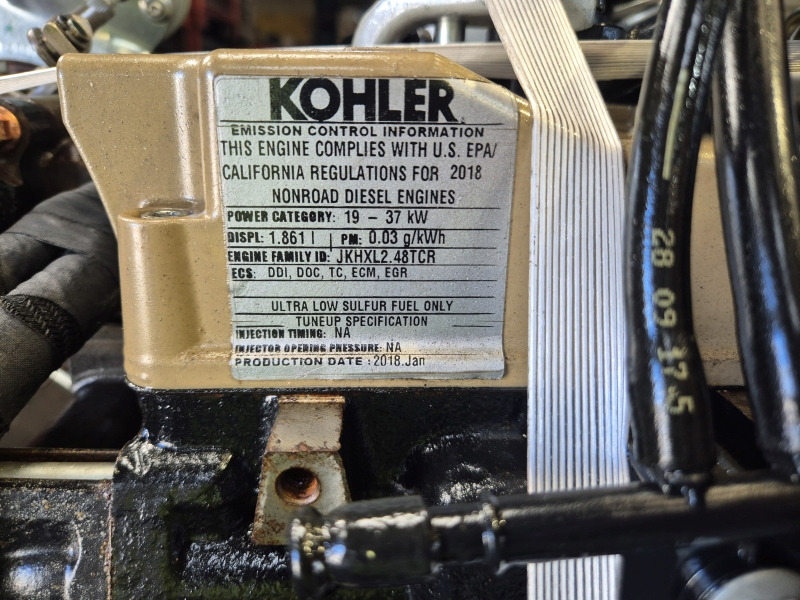 KOHLER
EMISSION CONTROL INFORMATION
THIS ENGINE COMPLIES WITH U.S. EPA/
CALIFORNIA REGULATIONS FOR 2018
NONROAD DIESEL ENGINES
POWER CATEGORY: 19 - 37 kW
DISPL: 1.861 l | PM: 0.03 g/kWh
ENGINE FAMILY ID: JKHXL2.48TCR
ECS: DDI, DOC, TC, ECM, EGR
ULTRA LOW SULFUR FUEL ONLY
TUNEUP SPECIFICATION
INJECTION TIMING: NA
INJECTOR OPENING PRESSURE: NA
PRODUCTION DATE : 2018.Jan
28 09 17 5